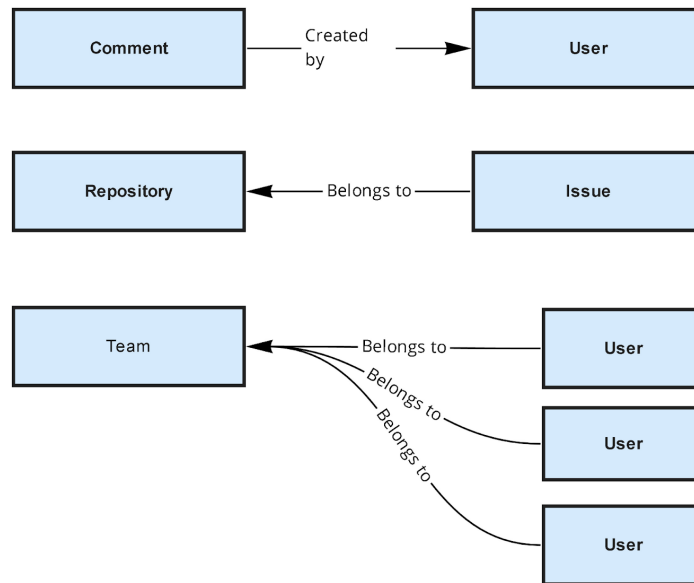 Comment
Created
by
User
Repository
Belongs to
Issue
Team
Belongs to
User
Belongs to
User
Belongs to
User